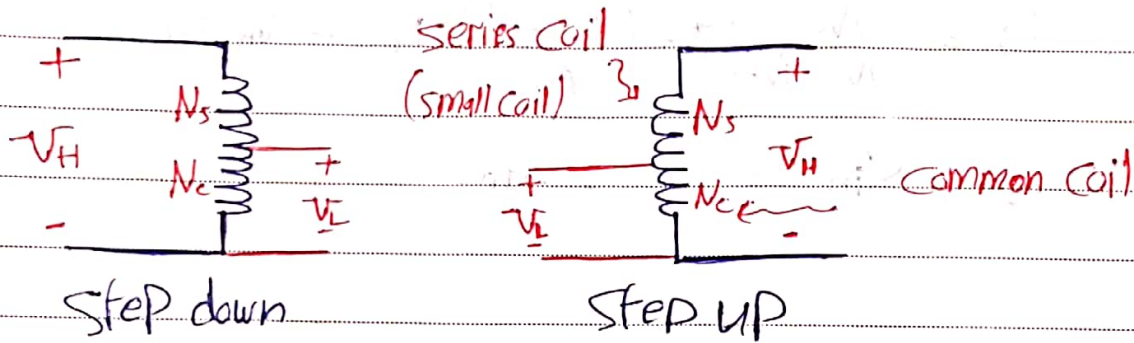 series coil
(small coil)
+
Ns
VH
Nc
+
VL
-
Step down
+
Ns
VH
+
VL
Nc
-
common coil
Step up